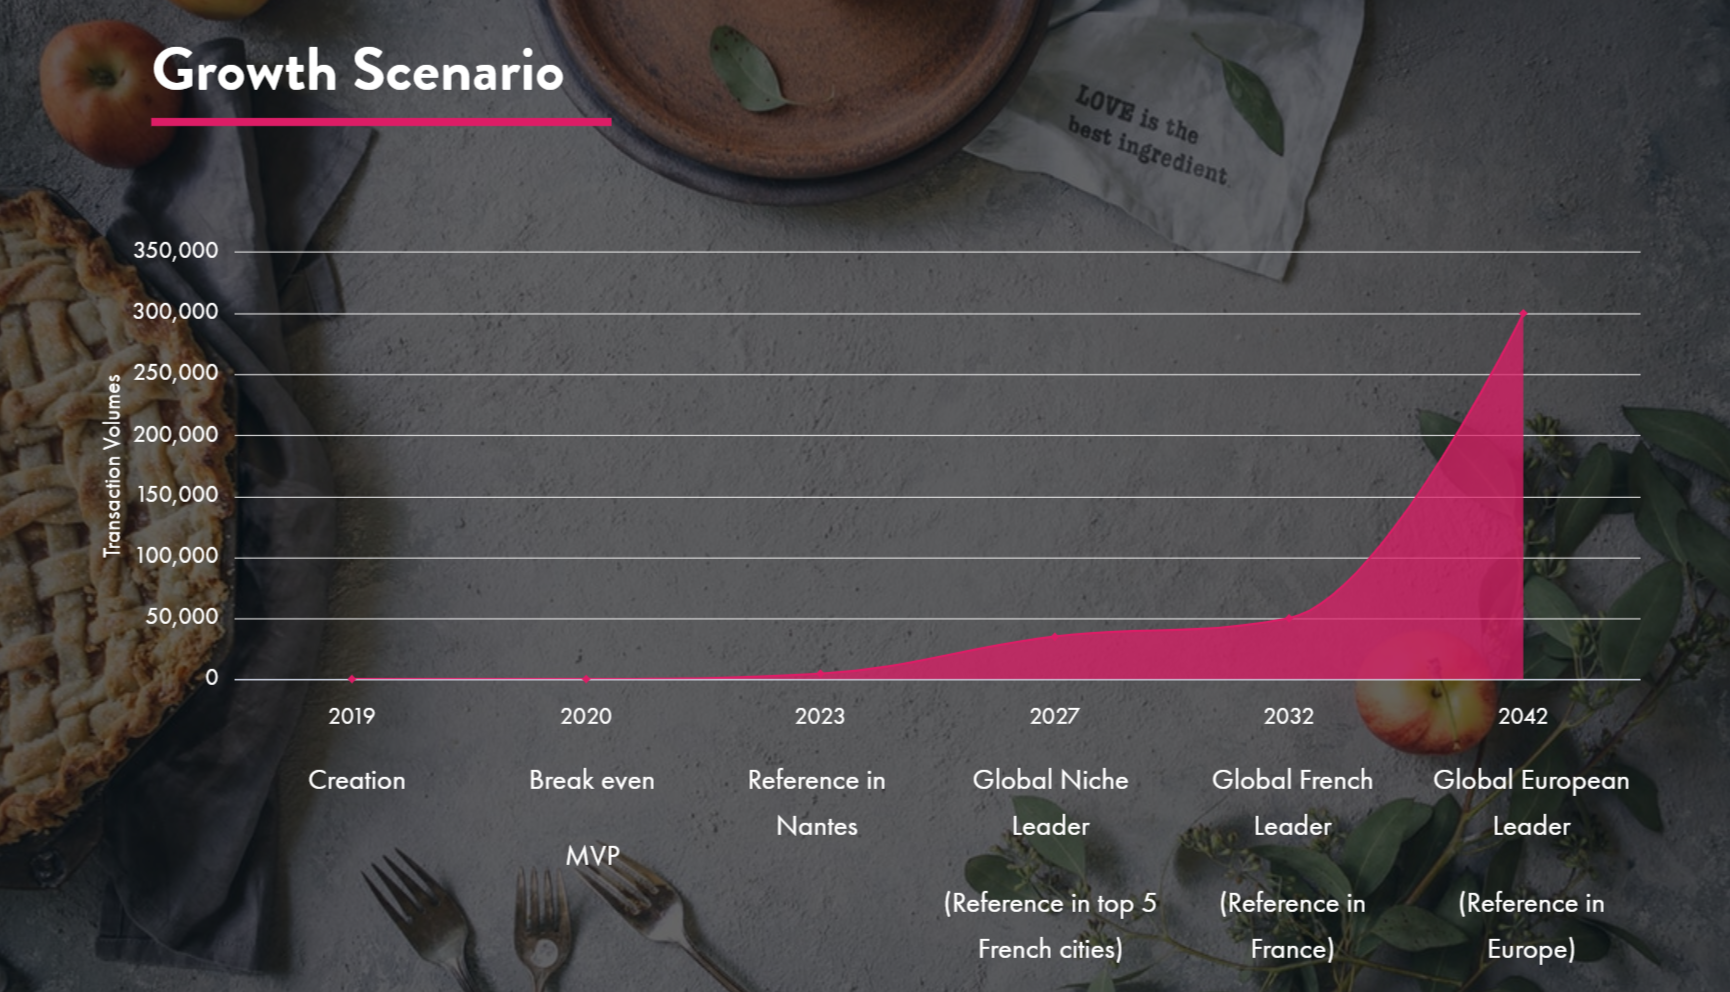 Growth Scenario
LOVE is the
best ingredient
350,000
300,000
250,000
200,000
150,000
100,000
50,000
0
Transaction Volumes
2019
2020
2023
2027
2032
2042
Creation
Break even
MVP
Reference in
Nantes
Global Niche
Leader
(Reference in top 5
French cities)
Global French
Leader
(Reference in
France)
Global European
Leader
(Reference in
Europe)